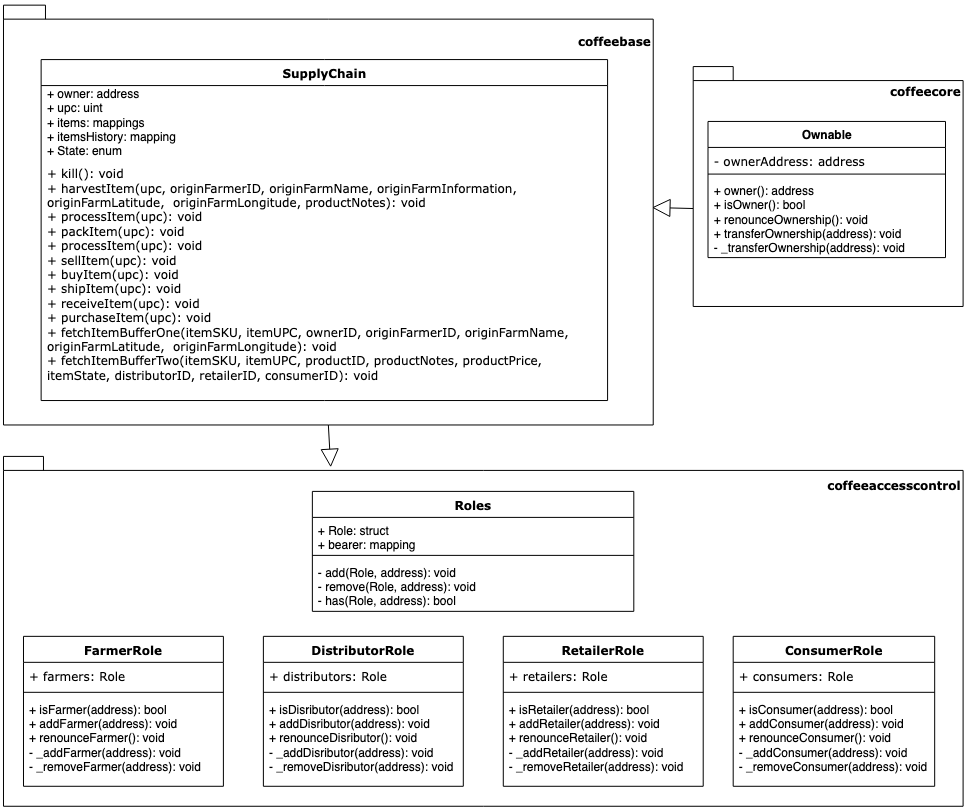 coffeebase
SupplyChain
+ owner: address
+ upc: uint
+ items: mappings
+ itemsHistory: mapping
+ State: enum
+ kill(): void
+ harvestItem(upc, originFarmerID, originFarmName, originFarmInformation,
originFarmLatitude,  originFarmLongitude, productNotes): void
+ processItem(upc): void
+ packItem(upc): void
+ processItem(upc): void
+ sellItem(upc): void
+ buyItem(upc): void
+ shipItem(upc): void
+ receiveItem(upc): void
+ purchaseItem(upc): void
+ fetchItemBufferOne(itemSKU, itemUPC, ownerID, originFarmerID, originFarmName,
originFarmLatitude,  originFarmLongitude): void
+ fetchItemBufferTwo(itemSKU, itemUPC, productID, productNotes, productPrice,
itemState, distributorID, retailerID, consumerID): void
coffeecore
Ownable
- ownerAddress: address
+ owner(): address
+ isOwner(): bool
+ renounceOwnership(): void
+ transferOwnership(address): void
- _transferOwnership(address): void
coffeeaccesscontrol
Roles
+ Role: struct
+ bearer: mapping
- add(Role, address): void
- remove(Role, address): void
- has(Role, address): bool
FarmerRole
+ farmers: Role
+ isFarmer(address): bool
+ addFarmer(address): void
+ renounceFarmer(): void
- _addFarmer(address): void
- _removeFarmer(address): void
DistributorRole
+ distributors: Role
+ isDisributor(address): bool
+ addDisributor(address): void
+ renounceDisributor(): void
- _addDisributor(address): void
- _removeDisributor(address): void
RetailerRole
+ retailers: Role
+ isRetailer(address): bool
+ addRetailer(address): void
+ renounceRetailer(): void
- _addRetailer(address): void
- _removeRetailer(address): void
ConsumerRole
+ consumers: Role
+ isConsumer(address): bool
+ addConsumer(address): void
+ renounceConsumer(): void
- _addConsumer(address): void
- _removeConsumer(address): void